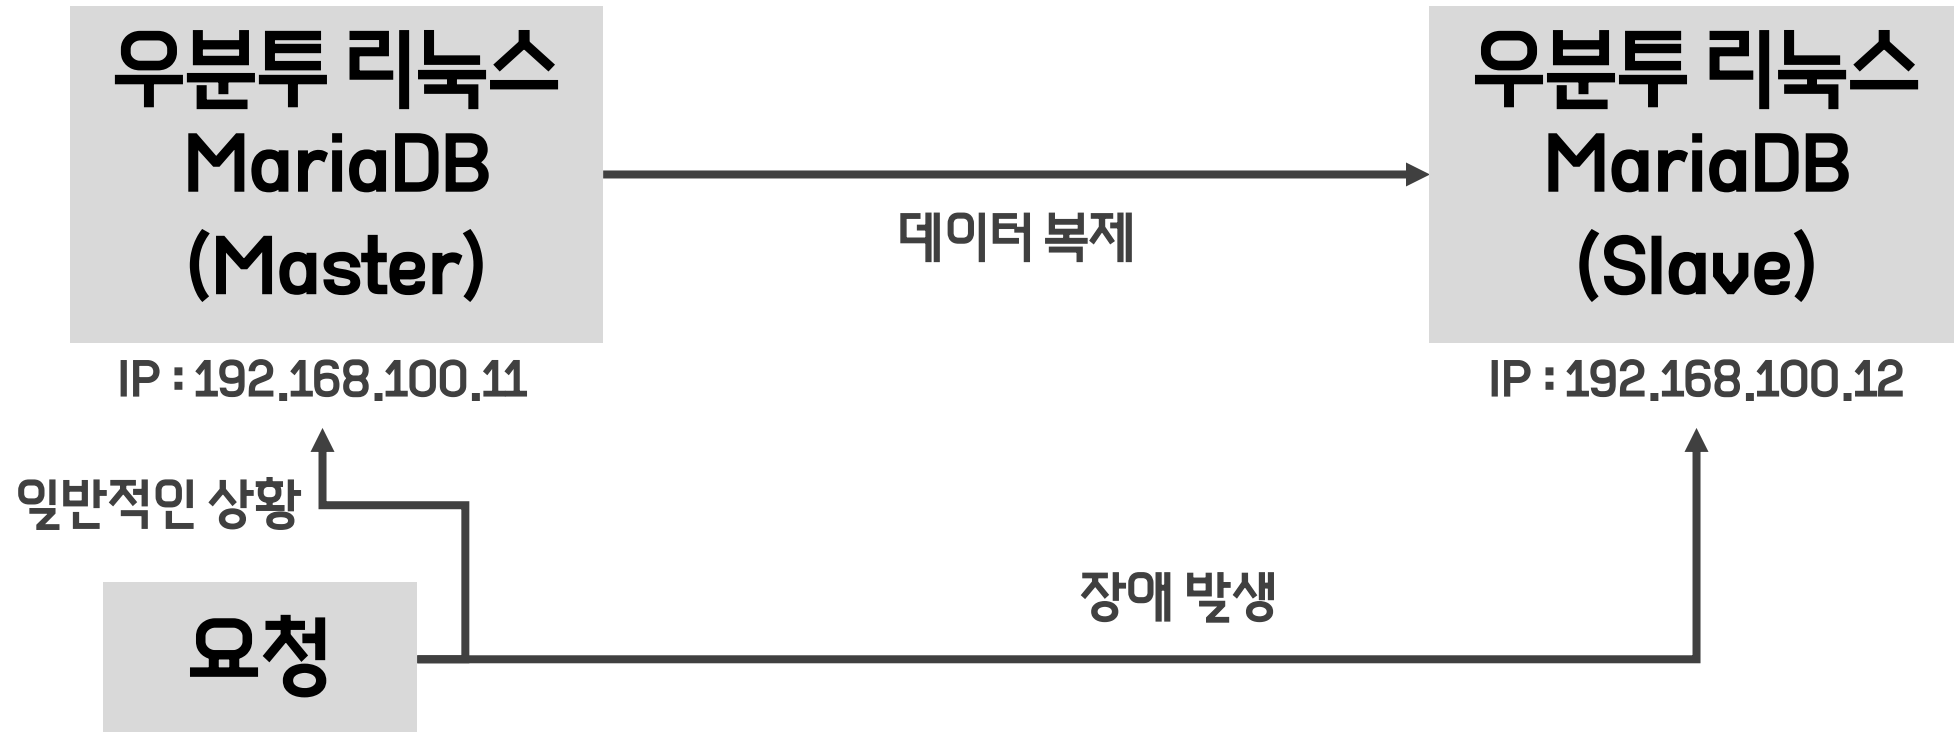 우분투 리눅스
MariaDB
(Master)
우분투 리눅스
MariaDB
(Slave)
데이터 복제
IP : 192.168.100.11
IP : 192.168.100.12
일반적인 상황
장애 발생
요청